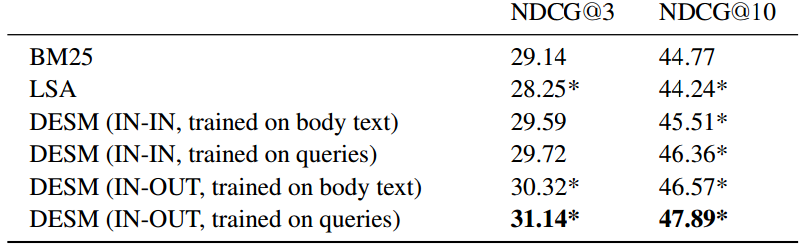 NDCG@3 NDCG@10
BM25 29.14 44.77
LSA 28.25* 44.24*
DESM (IN-IN, trained on body text) 29.59 45.51*
DESM (IN-IN, trained on queries) 29.72 46.36*
DESM (IN-OUT, trained on body text) 30.32* 46.57*
DESM (IN-OUT, trained on queries) 31.14* 47.89*